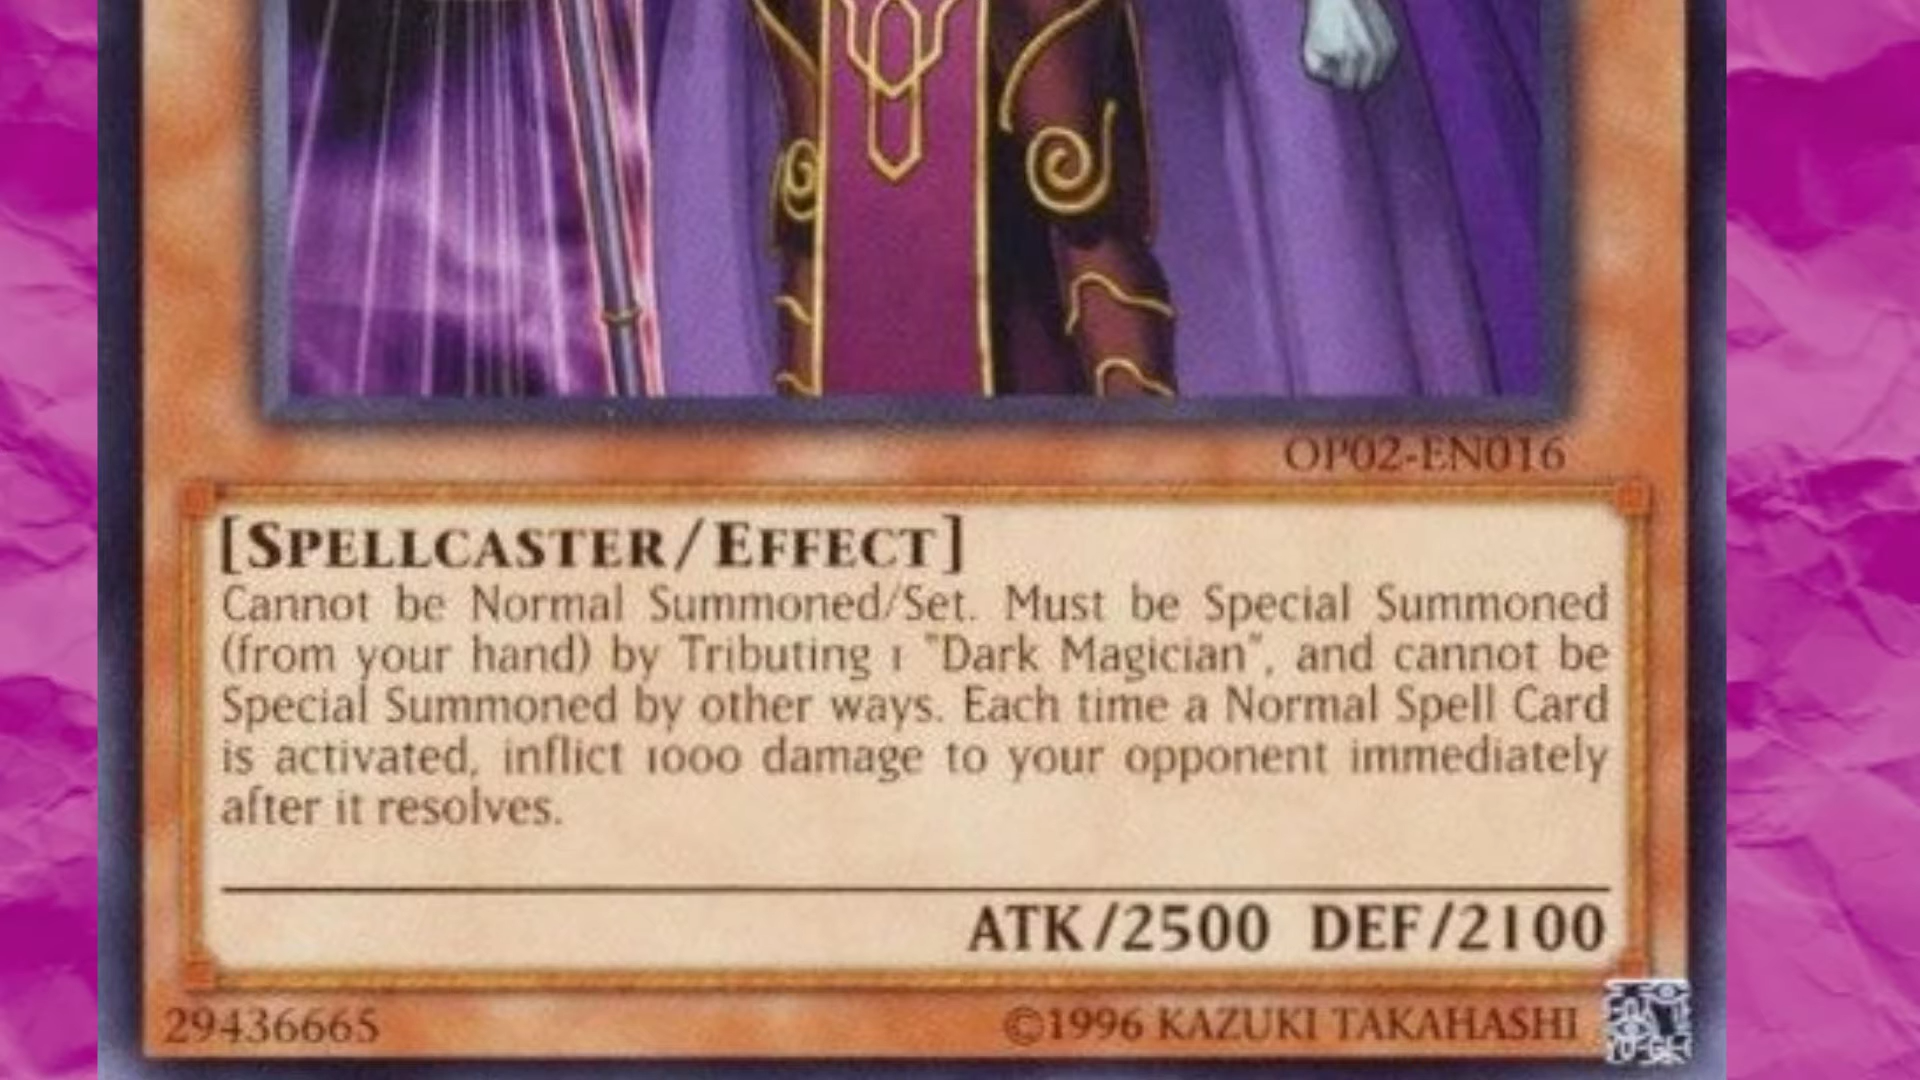 OP02-EN016
[SPELLCASTER/EFFECT]
Cannot be Normal Summoned/Set. Must be Special Summoned
(from your hand) by Tributing 1 "Dark Magician", and cannot be
Special Summoned by other ways. Each time a Normal Spell Card
is activated, inflict 1000 damage to your opponent immediately
after it resolves.
ATK/2500 DEF/2100
29436665 ©1996 KAZUKI TAKAHASHI